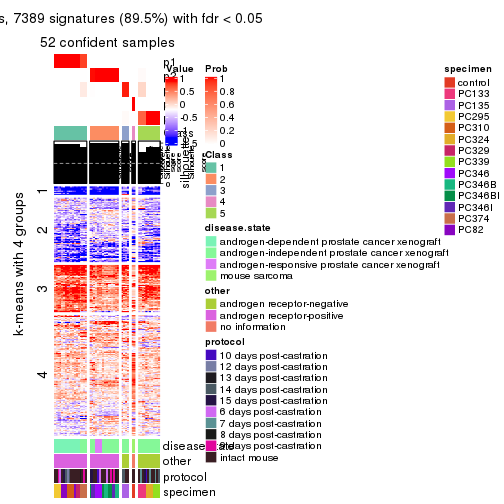 s, 7389 signatures (89.5%) with fdr < 0.05
52 confident samples
p1
p2
Value
1
0.5
0
-0.5
-1
Prob
1
0.8
0.6
0.4
0.2
0
Class
1
2
3
4
5
silhouette
k-means with 4 groups
1
2
3
4
disease.state
androgen-dependent prostate cancer xenograft
androgen-independent prostate cancer xenograft
androgen-responsive prostate cancer xenograft
mouse sarcoma
other
androgen receptor-negative
androgen receptor-positive
no information
protocol
10 days post-castration
12 days post-castration
13 days post-castration
14 days post-castration
15 days post-castration
6 days post-castration
7 days post-castration
8 days post-castration
9 days post-castration
intact mouse
disease.state
other
protocol
specimen
specimen
control
PC133
PC135
PC295
PC310
PC324
PC329
PC339
PC346
PC346B
PC346BI
PC346I
PC374
PC82